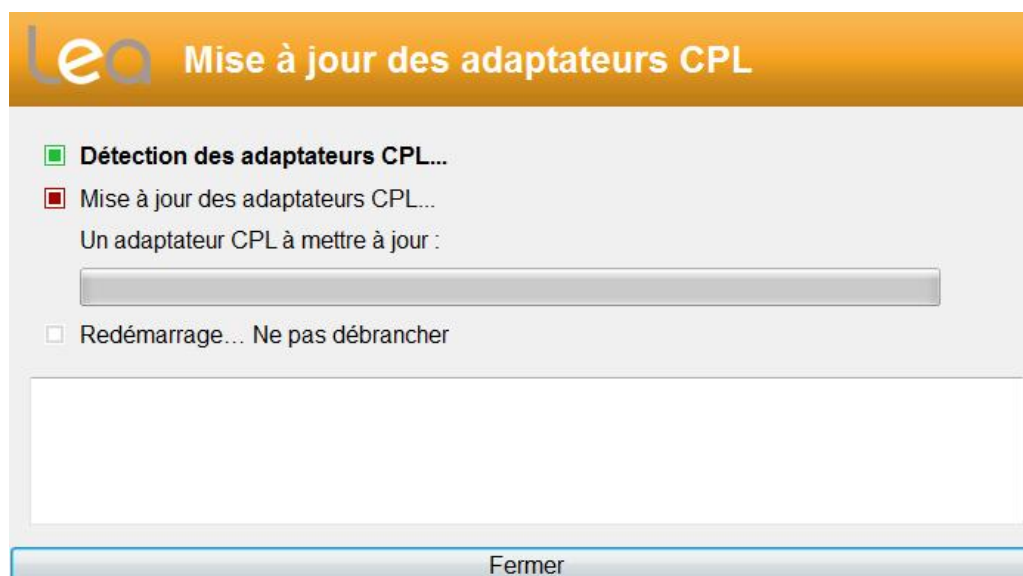 Lea
Mise à jour des adaptateurs CPL
Détection des adaptateurs CPL...
Mise à jour des adaptateurs CPL...
Un adaptateur CPL à mettre à jour :
Redémarrage... Ne pas débrancher
Fermer